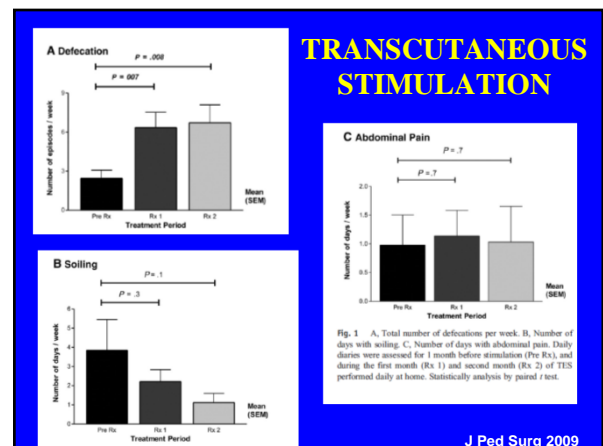 TRANSCUTANEOUS
STIMULATION
A Defecation
P = .008
P = 007
Number of episodes / week
9
6
3
0
Mean
(SEM)
Pre Rx Rx 1 Rx 2
Treatment Period
B Soiling
P = .1
P = .3
Number of days / week
6
5
4
3
2
1
0
Mean
(SEM)
Pre Rx Rx 1 Rx 2
Treatment Period
C Abdominal Pain
P = .7
P = .7
Number of days / week
2.0
1.5
1.0
0.5
0.0
Mean
(SEM)
Pre Rx Rx 1 Rx 2
Treatment Period
Fig. 1 A, Total number of defecations per week. B, Number of
days with soiling. C, Number of days with abdominal pain. Daily
diaries were assessed for 1 month before stimulation (Pre Rx), and
during the first month (Rx 1) and second month (Rx 2) of TES
performed daily at home. Statistically analysis by paired t test.
J Ped Surg 2009